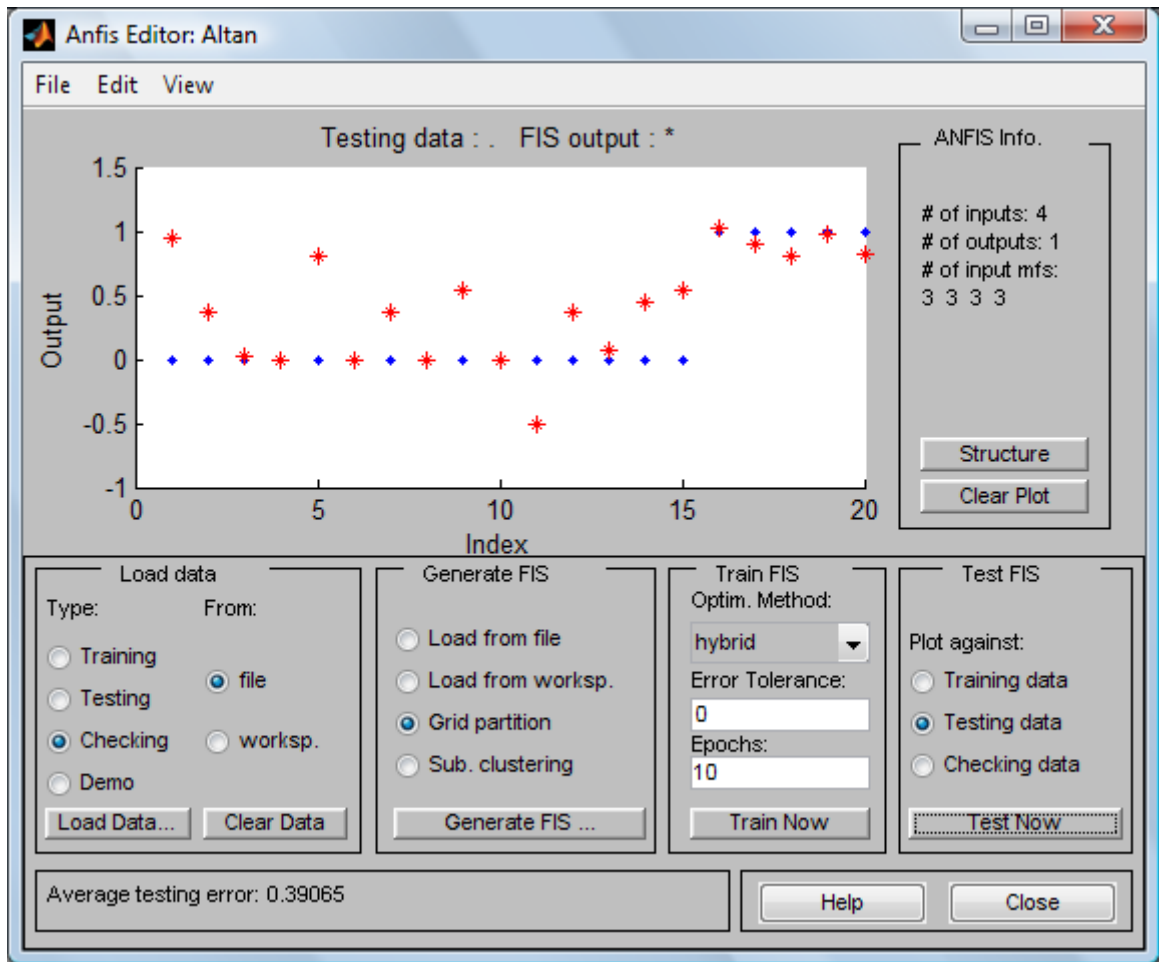 Anfis Editor: Altan
File Edit View
Testing data : . FIS output : *
1.5
1
0.5
0
-0.5
-1
Output
0 5 10 15 20
Index
ANFIS Info.
# of inputs: 4
# of outputs: 1
# of input mfs:
3 3 3 3
Structure
Clear Plot
Load data
Type: From:
Training
Testing
Checking
Demo
file
worksp.
Load Data... Clear Data
Generate FIS
Load from file
Load from worksp.
Grid partition
Sub. clustering
Generate FIS ...
Train FIS
Optim. Method:
hybrid
Error Tolerance:
0
Epochs:
10
Train Now
Test FIS
Plot against:
Training data
Testing data
Checking data
Test Now
Average testing error: 0.39065
Help Close